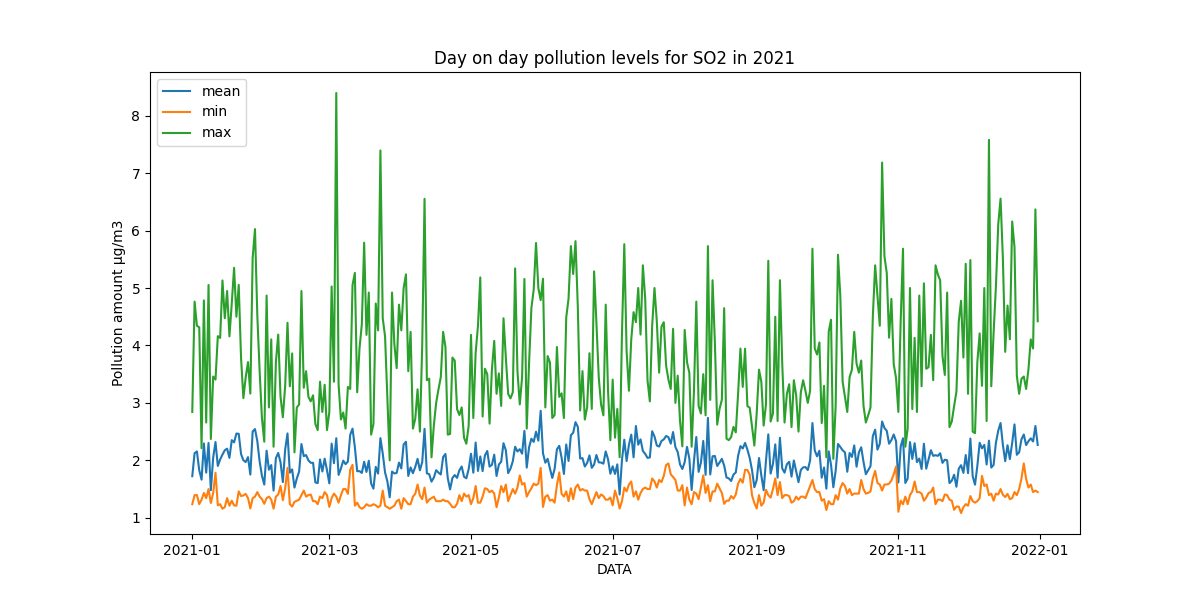 Day on day pollution levels for SO2 in 2021
mean
min
max
8
7
6
5
4
3
2
1
Pollution amount µg/m3
2021-01
2021-03
2021-05
2021-07
2021-09
2021-11
2022-01
DATA